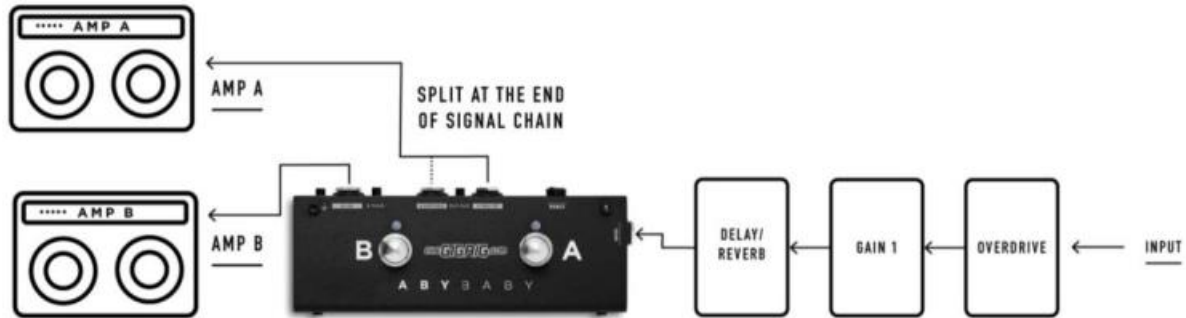 AMP A
AMP A
SPLIT AT THE END
OF SIGNAL CHAIN
AMP B
AMP B
B
A
ABYBABY
DELAY/
REVERB
GAIN 1
OVERDRIVE
INPUT